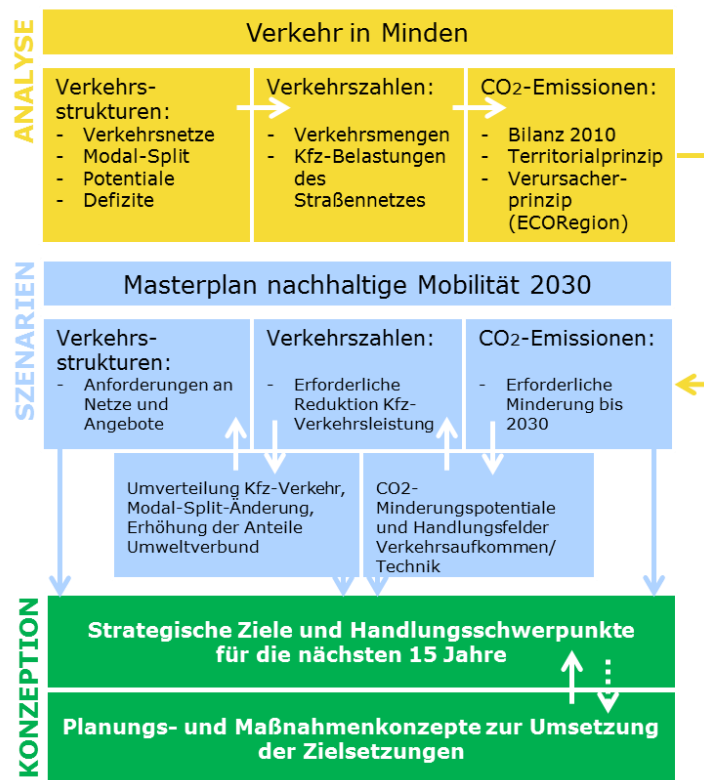 ANALYSE
Verkehr in Minden
Verkehrs-
strukturen:
- Verkehrsnetze
- Modal-Split
- Potentiale
- Defizite
Verkehrszahlen:
- Verkehrsmengen
- Kfz-Belastungen
des
Straßennetzes
CO2-Emissionen:
- Bilanz 2010
- Territorialprinzip
- Verursacher-
prinzip
(ECORegion)
SZENARIEN
Masterplan nachhaltige Mobilität 2030
Verkehrs-
strukturen:
- Anforderungen an
Netze und
Angebote
Verkehrszahlen:
- Erforderliche
Reduktion Kfz-
Verkehrsleistung
CO2-Emissionen:
- Erforderliche
Minderung bis
2030
Umverteilung Kfz-Verkehr,
Modal-Split-Änderung,
Erhöhung der Anteile
Umweltverbund
CO2-
Minderungspotentiale
und Handlungsfelder
Verkehrsaufkommen/
Technik
KONZEPTION
Strategische Ziele und Handlungsschwerpunkte
für die nächsten 15 Jahre
Planungs- und Maßnahmenkonzepte zur Umsetzung
der Zielsetzungen